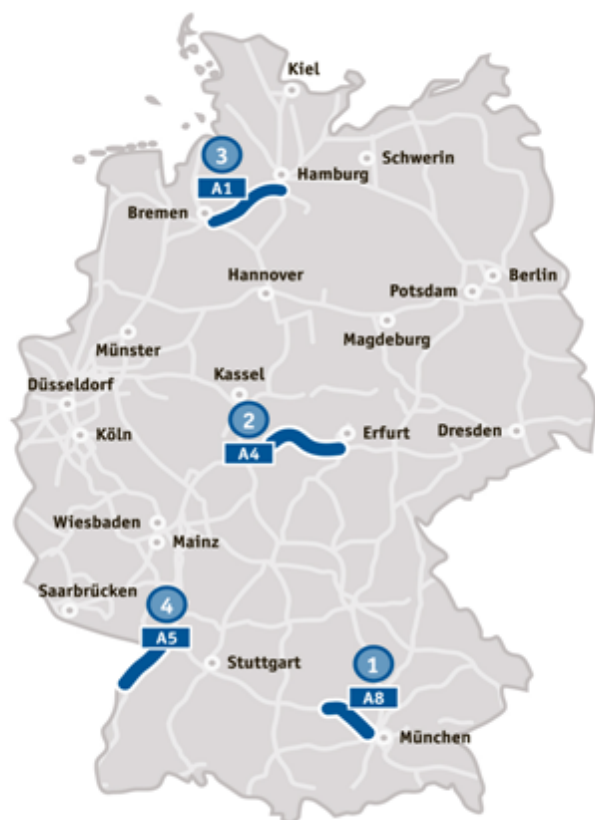 Kiel
3
Schwerin
A1
Hamburg
Bremen
Hannover
Berlin
Potsdam
Magdeburg
Münster
Kassel
Düsseldorf
2
Köln
Erfurt
Dresden
A4
Wiesbaden
Mainz
Saarbrücken
4
A5
Stuttgart
1
A8
München